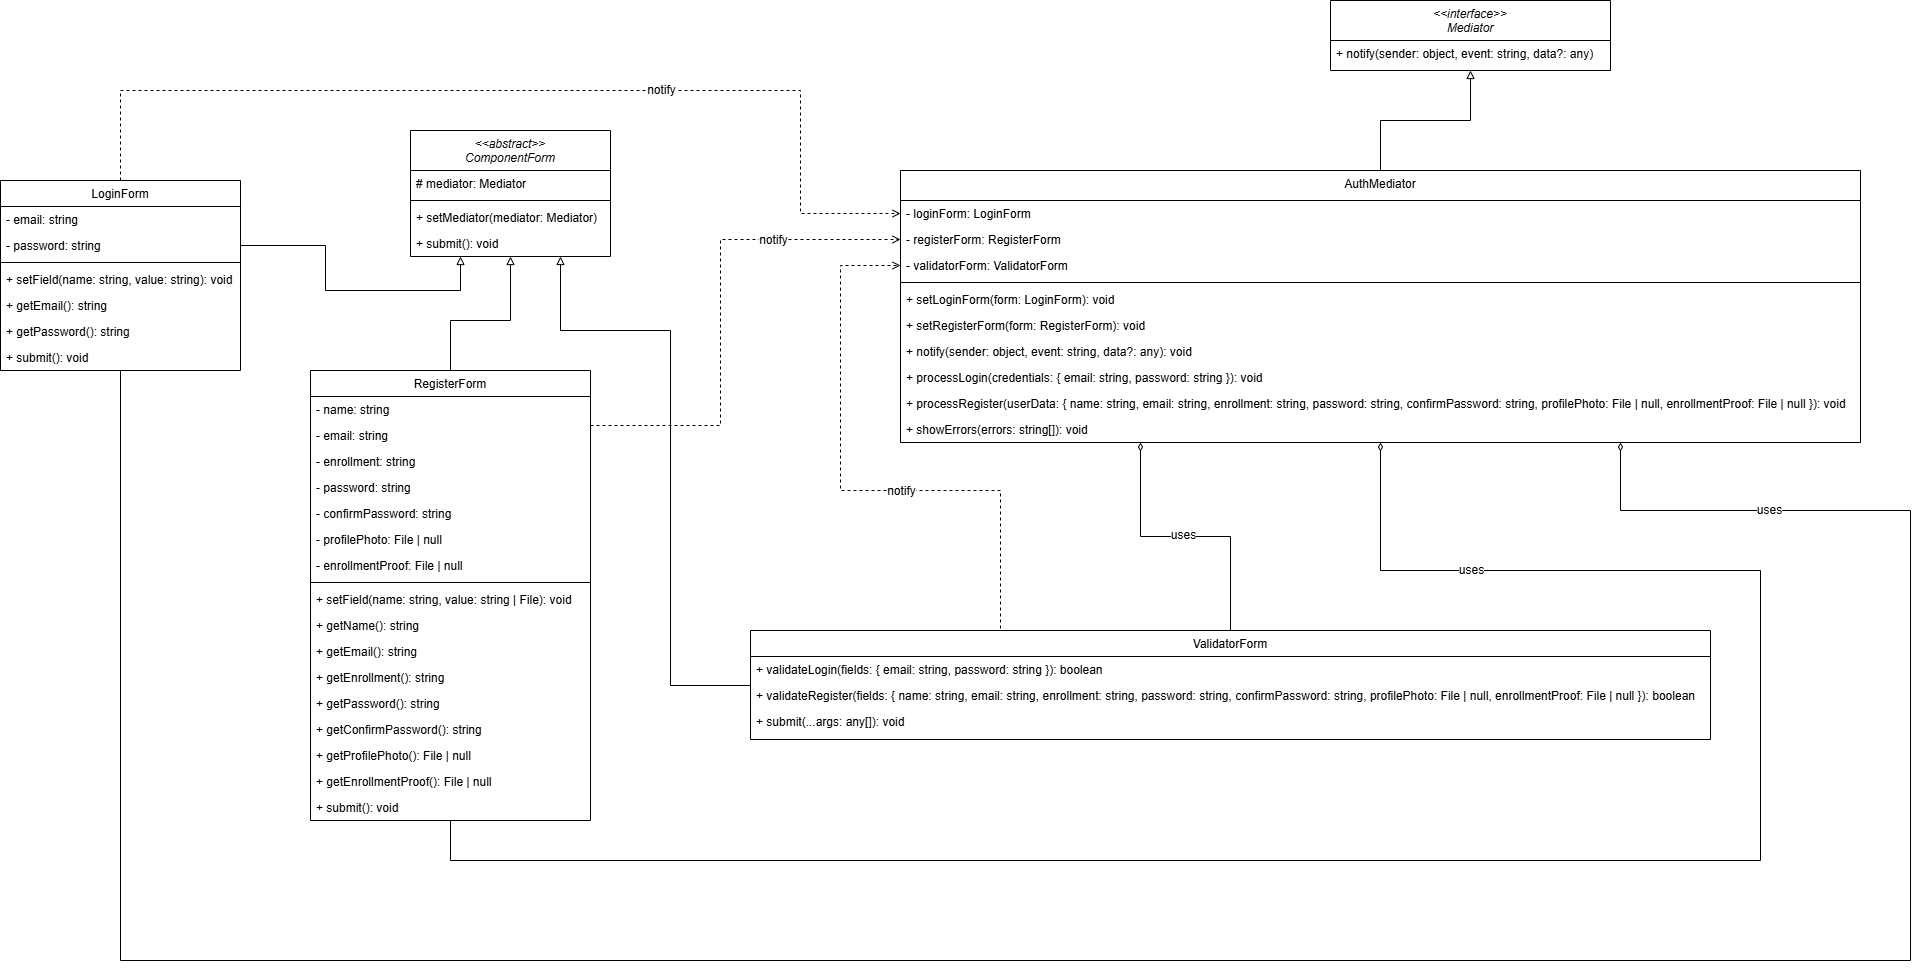 <<interface>>
Mediator
+ notify(sender: object, event: string, data?: any)
notify
<<abstract>>
ComponentForm
# mediator: Mediator
+ setMediator(mediator: Mediator)
+ submit(): void
LoginForm
- email: string
- password: string
+ setField(name: string, value: string): void
+ getEmail(): string
+ getPassword(): string
+ submit(): void
notify
AuthMediator
- loginForm: LoginForm
- registerForm: RegisterForm
- validatorForm: ValidatorForm
+ setLoginForm(form: LoginForm): void
+ setRegisterForm(form: RegisterForm): void
+ notify(sender: object, event: string, data?: any): void
+ processLogin(credentials: { email: string, password: string }): void
+ processRegister(userData: { name: string, email: string, enrollment: string, password: string, confirmPassword: string, profilePhoto: File | null, enrollmentProof: File | null }): void
+ showErrors(errors: string[]): void
RegisterForm
- name: string
- email: string
- enrollment: string
- password: string
- confirmPassword: string
- profilePhoto: File | null
- enrollmentProof: File | null
+ setField(name: string, value: string | File): void
+ getName(): string
+ getEmail(): string
+ getEnrollment(): string
+ getPassword(): string
+ getConfirmPassword(): string
+ getProfilePhoto(): File | null
+ getEnrollmentProof(): File | null
+ submit(): void
notify
uses
uses
uses
ValidatorForm
+ validateLogin(fields: { email: string, password: string }): boolean
+ validateRegister(fields: { name: string, email: string, enrollment: string, password: string, confirmPassword: string, profilePhoto: File | null, enrollmentProof: File | null }): boolean
+ submit(...args: any[]): void